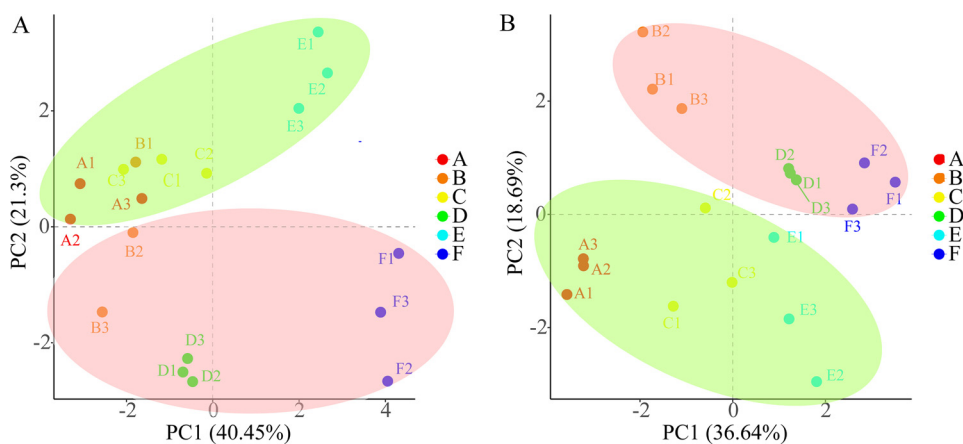 A
PC2 (21.3%)
2
0
-2
-2
0
2
4
PC1 (40.45%)
E1
E2
E3
A1
B1
C2
C3
C1
A3
A2
B2
F1
B3
F3
D3
D1
D2
F2
A
B
C
D
E
F
B
PC2 (18.69%)
2
0
-2
-2
0
2
PC1 (36.64%)
B2
B1
B3
D2
F2
D1
F1
D3
C2
F3
E1
A3
A2
C3
A1
C1
E3
E2
A
B
C
D
E
F